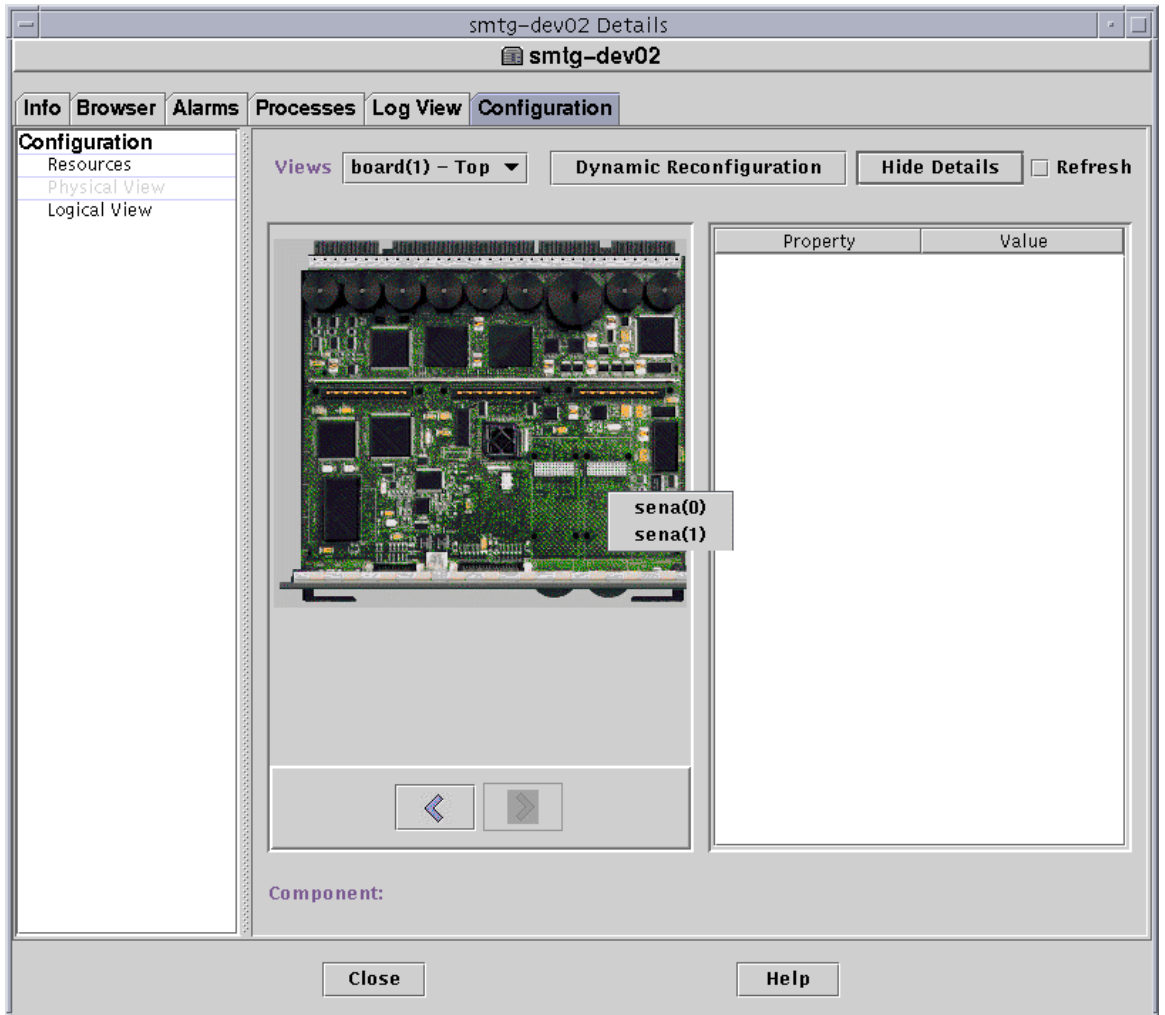 smtg-dev02 Details
smtg-dev02
Info Browser Alarms Processes Log View Configuration
Configuration
Resources
Physical View
Logical View
Views board(1) – Top Dynamic Reconfiguration Hide Details Refresh
Property Value
sena(0)
sena(1)
Component:
Close Help